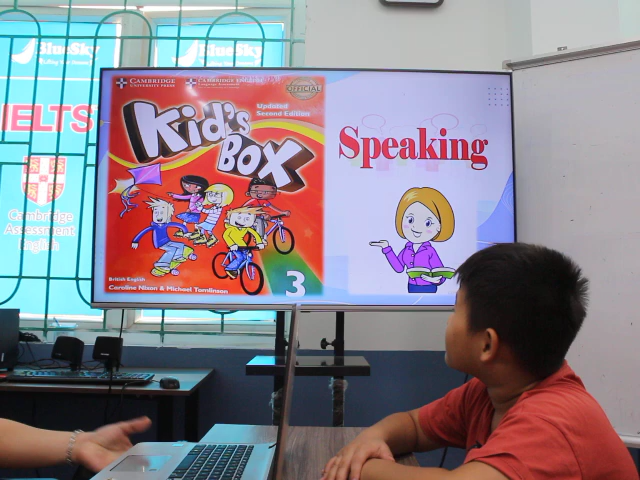 BlueSky
BlueSky
IELTS
Cambridge
Assessment
English
CAMBRIDGE
UNIVERSITY PRESS
OFFICIAL
Updated
Second Edition
Kid's
BOX
British English
Caroline Nixon & Michael Tomlinson
3
Speaking